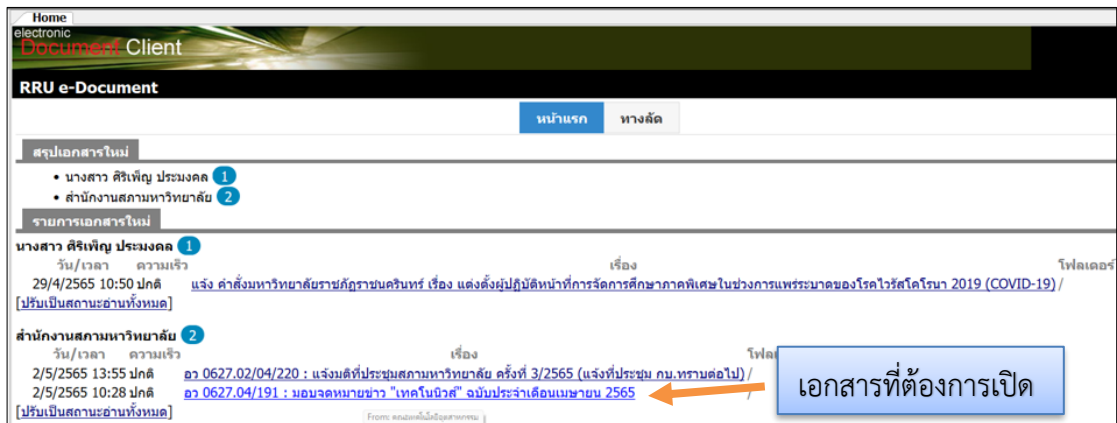 Home
electronic
Document Client
RRU e-Document
หน้าแรก ทางลัด
สรุปเอกสารใหม่
• นางสาว ศิริเพ็ญ ประมงคล 1
• สำนักงานสภามหาวิทยาลัย 2
รายการเอกสารใหม่
นางสาว ศิริเพ็ญ ประมงคล 1
วัน/เวลา ความเร็ว เรื่อง โฟลเดอร์
29/4/2565 10:50 ปกติ แจ้ง คำสั่งมหาวิทยาลัยราชภัฏราชนครินทร์ เรื่อง แต่งตั้งผู้ปฏิบัติหน้าที่การจัดการศึกษาภาคพิเศษในช่วงการแพร่ระบาดของโรคไวรัสโคโรนา 2019 (COVID-19) /
[ปรับเป็นสถานะอ่านทั้งหมด]
สำนักงานสภามหาวิทยาลัย 2
วัน/เวลา ความเร็ว เรื่อง
2/5/2565 13:55 ปกติ อว 0627.02/04/220 : แจ้งมติที่ประชุมสภามหาวิทยาลัย ครั้งที่ 3/2565 (แจ้งที่ประชุม กบ.ทราบต่อไป) /
2/5/2565 10:28 ปกติ อว 0627.04/191 : มอบจดหมายข่าว "เทคโนนิวส์" ฉบับประจำเดือนเมษายน 2565 /
[ปรับเป็นสถานะอ่านทั้งหมด]
From: คณะเทคโนโลยีอุตสาหกรรม
เอกสารที่ต้องการเปิด